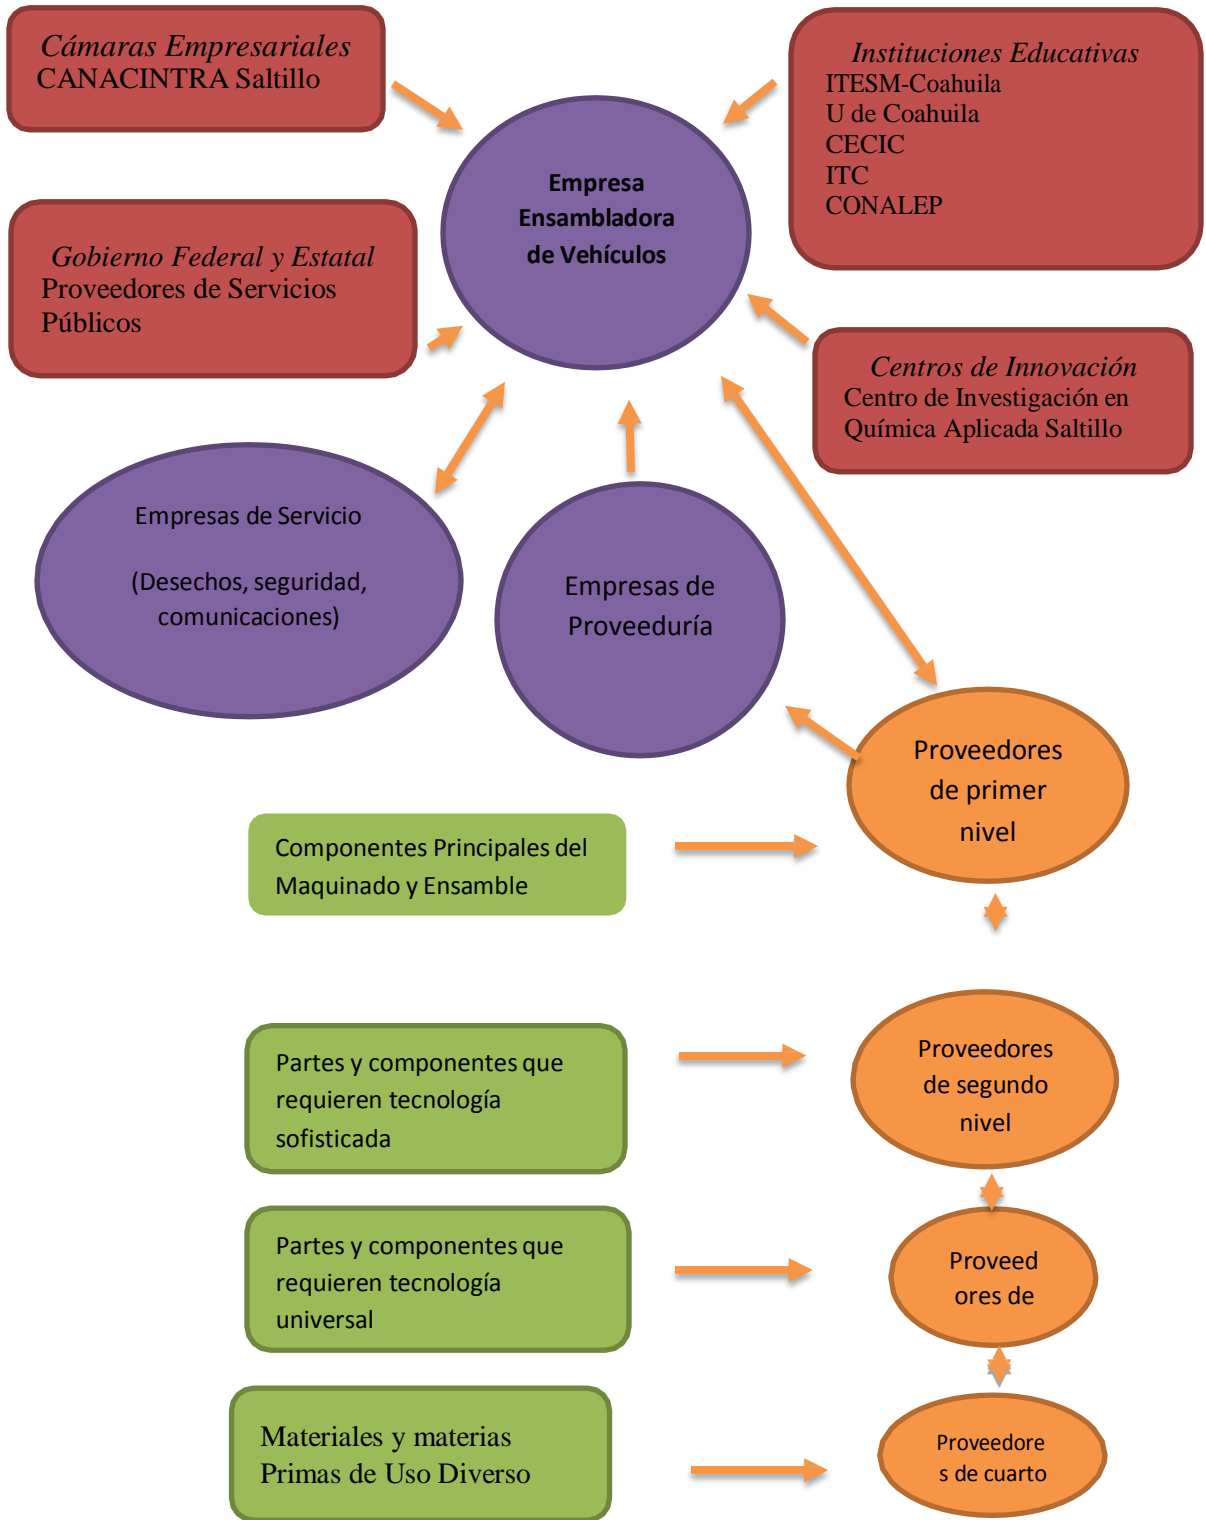 Cámaras Empresariales
CANACINTRA Saltillo
Instituciones Educativas
ITESM-Coahuila
U de Coahuila
CECIC
ITC
CONALEP
Empresa
Ensambladora
de Vehículos
Gobierno Federal y Estatal
Proveedores de Servicios
Públicos
Centros de Innovación
Centro de Investigación en
Química Aplicada Saltillo
Empresas de Servicio
(Desechos, seguridad,
comunicaciones)
Empresas de
Proveeduría
Proveedores
de primer
nivel
Componentes Principales del
Maquinado y Ensamble
Partes y componentes que
requieren tecnología
sofisticada
Proveedores
de segundo
nivel
Partes y componentes que
requieren tecnología
universal
Proveed
ores de
Materiales y materias
Primas de Uso Diverso
Proveedore
s de cuarto